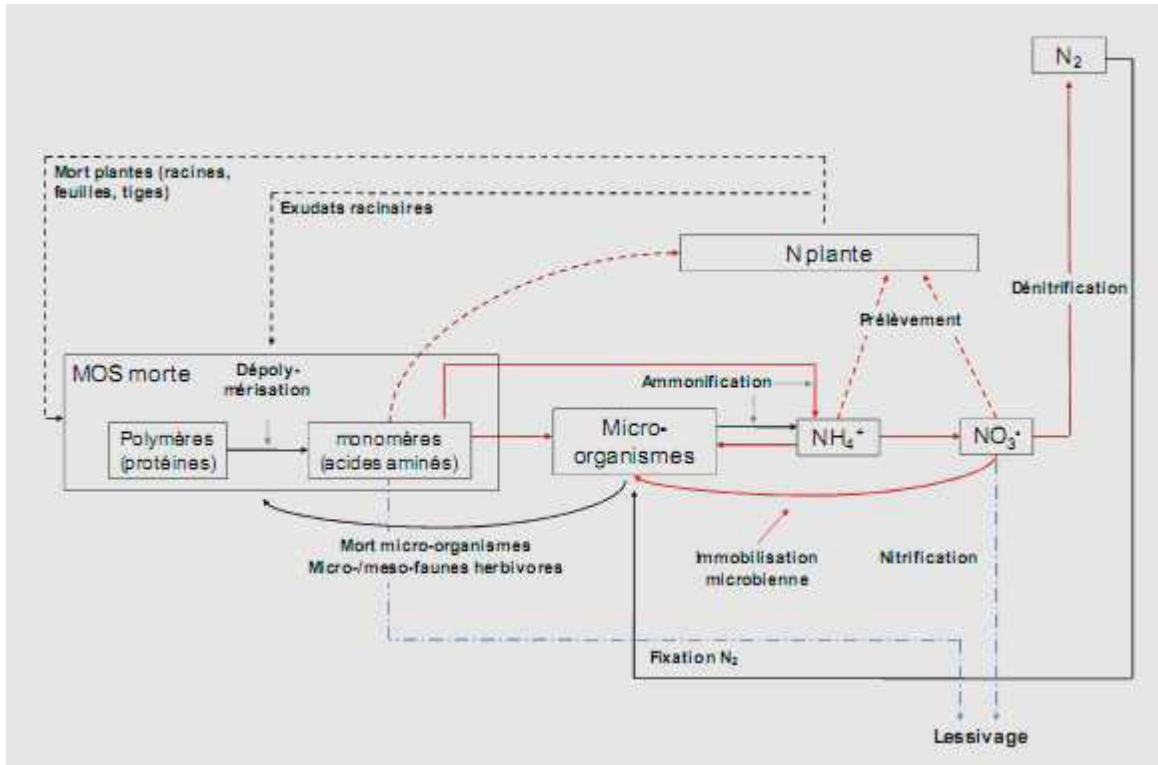 N₂
Mort plantes (racines,
feuilles, tiges)
Exudats racinaires
N plante
Dénitrification
Prélèvement
MOS morte
Dépoly-
mérisation
Ammonification
Polymères
(protéines)
monomères
(acides aminés)
Micro-
organismes
NH₄⁺
NO₃⁻
Mort micro-organismes
Micro-/meso-faunes herbivores
Immobilisation
microbienne
Nitrification
Fixation N₂
Lessivage